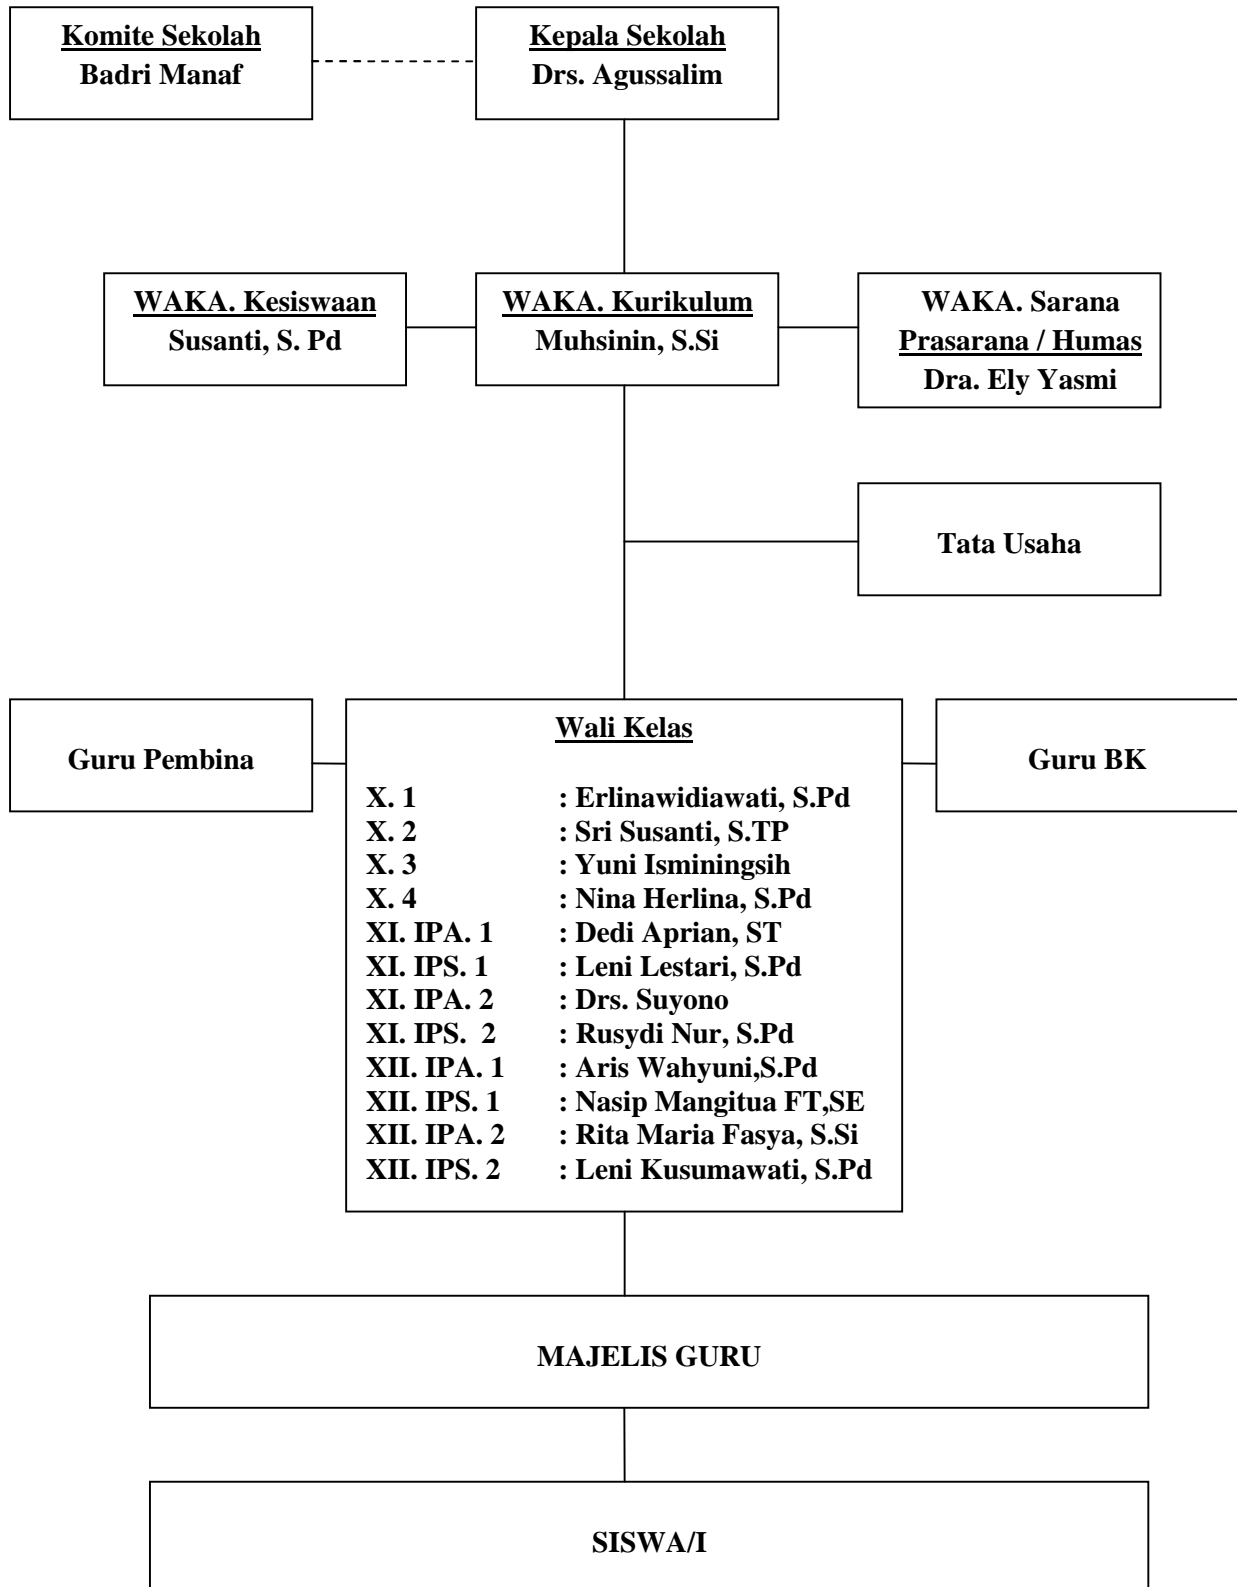 Komite Sekolah
Badri Manaf
Kepala Sekolah
Drs. Agussalim
WAKA. Kesiswaan
Susanti, S. Pd
WAKA. Kurikulum
Muhsinin, S.Si
WAKA. Sarana
Prasarana / Humas
Dra. Ely Yasmi
Tata Usaha
Guru Pembina
Wali Kelas
X. 1 : Erlinawidiawati, S.Pd
X. 2 : Sri Susanti, S.TP
X. 3 : Yuni Isminingsih
X. 4 : Nina Herlina, S.Pd
XI. IPA. 1 : Dedi Aprian, ST
XI. IPS. 1 : Leni Lestari, S.Pd
XI. IPA. 2 : Drs. Suyono
XI. IPS. 2 : Rusydi Nur, S.Pd
XII. IPA. 1 : Aris Wahyuni,S.Pd
XII. IPS. 1 : Nasip Mangitua FT,SE
XII. IPA. 2 : Rita Maria Fasya, S.Si
XII. IPS. 2 : Leni Kusumawati, S.Pd
Guru BK
MAJELIS GURU
SISWA/I